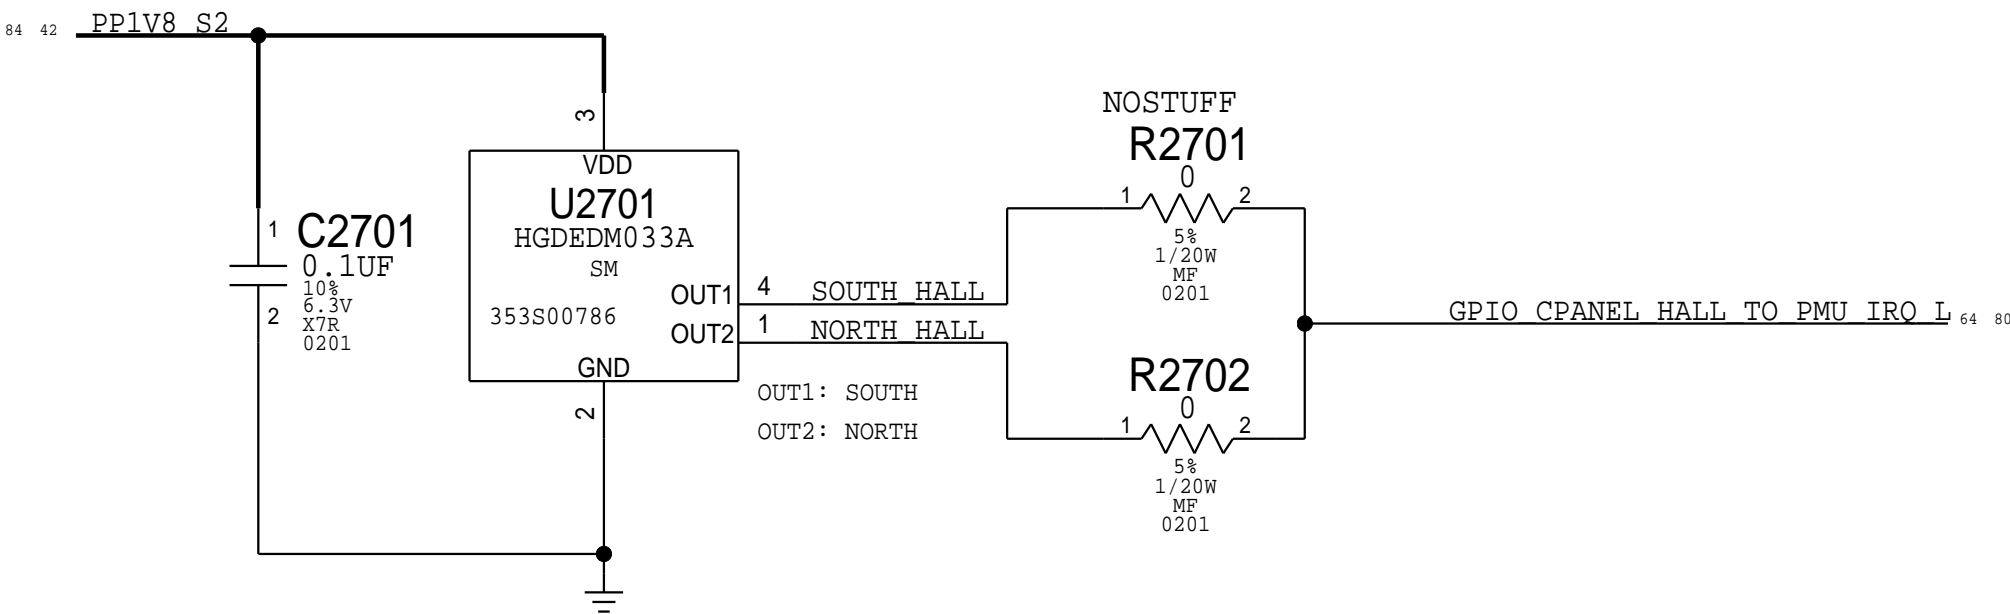 84 42 PP1V8_S2
NOSTUFF
R2701
0
1 2
5%
1/20W
MF
0201
3
VDD
U2701
HGDEDM033A
SM
353S00786
OUT1
OUT2
GND
2
1
C2701
0.1UF
10%
6.3V
X7R
0201
2
4 SOUTH_HALL
1 NORTH_HALL
OUT1: SOUTH
OUT2: NORTH
GPIO_CPANEL_HALL_TO_PMU_IRQ_L 64 80
R2702
0
1 2
5%
1/20W
MF
0201